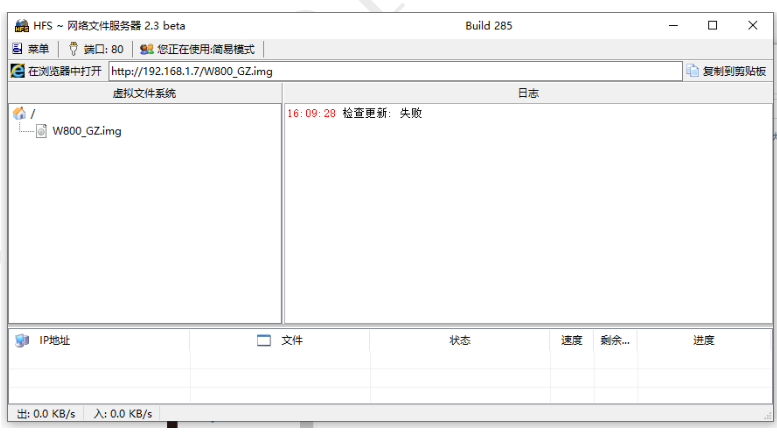 HFS ~ 网络文件服务器 2.3 beta Build 285
菜单 端口: 80 您正在使用:简易模式
在浏览器中打开 http://192.168.1.7/W800_GZ.img 复制到剪贴板
虚拟文件系统 日志
/
W800_GZ.img
16:09:28 检查更新: 失败
IP地址 文件 状态 速度 剩余... 进度
出: 0.0 KB/s 入: 0.0 KB/s